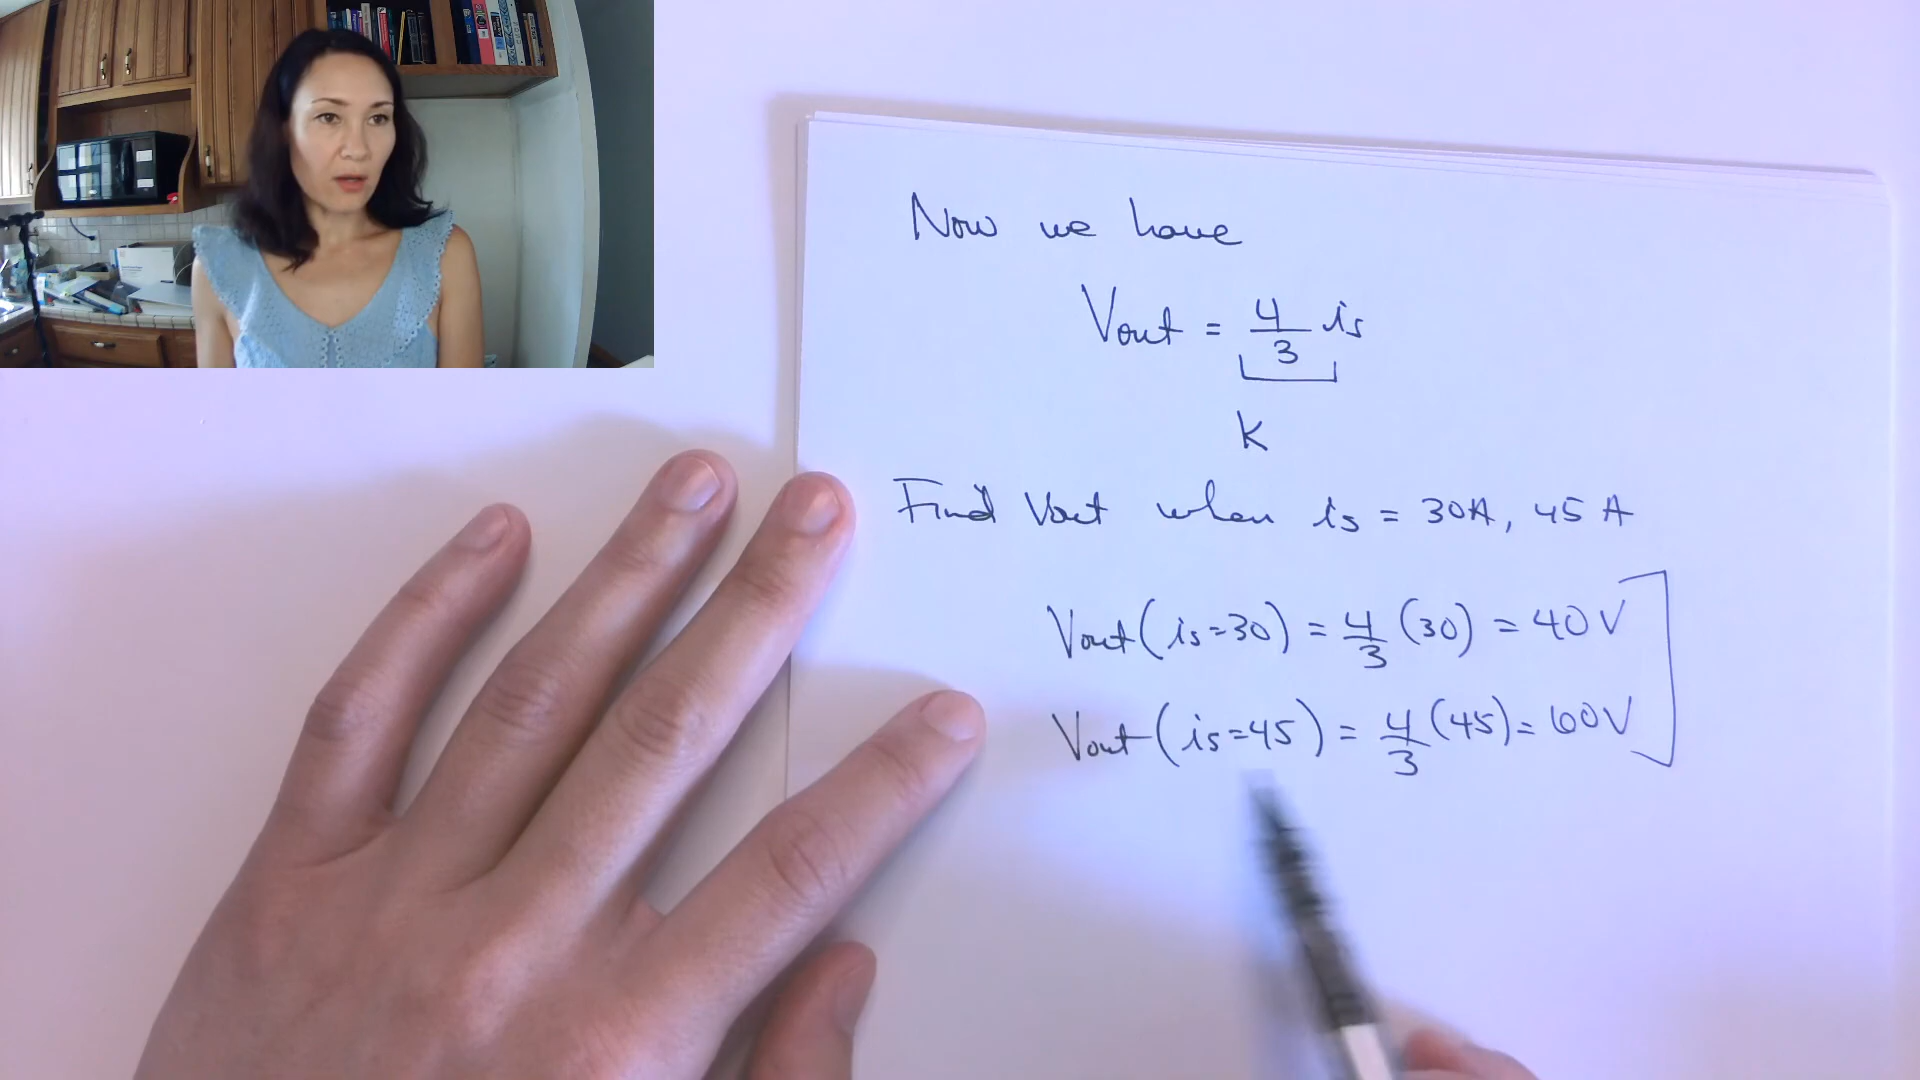 Now we have
Vout = 4/3 is
K
Find Vout when is = 30A, 45 A
Vout (is=30) = 4/3 (30) = 40V
Vout (is=45) = 4/3 (45) = 60V